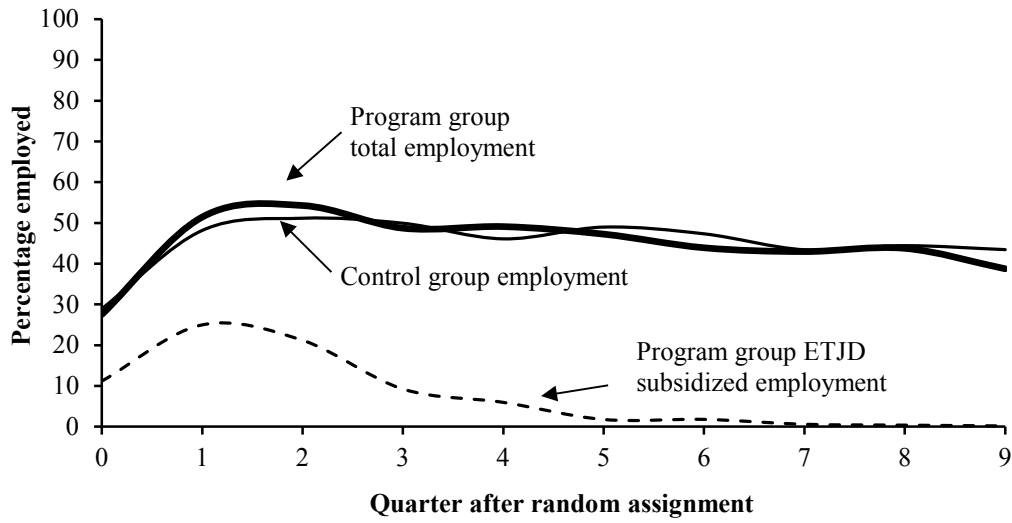 100
90
80
70
60
50
40
30
20
10
0
Percentage employed
Program group
total employment
Control group employment
Program group ETJD
subsidized employment
0 1 2 3 4 5 6 7 8 9
Quarter after random assignment